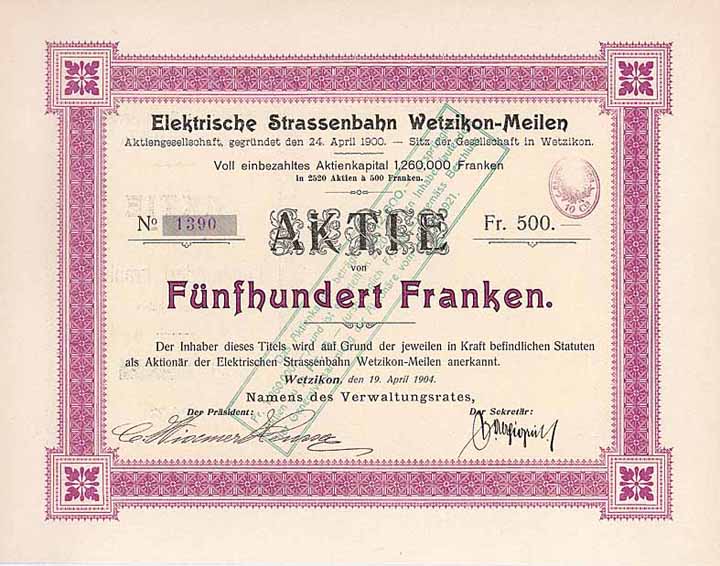 Elektrische Strassenbahn Wetzikon-Meilen
Aktiengesellschaft, gegründet den 24. April 1900. — Sitz der Gesellschaft in Wetzikon.
Voll einbezahltes Aktienkapital 1,260,000 Franken
in 2520 Aktien à 500 Franken.
No 1390 AKTIE Fr. 500.—
von
Fünfhundert Franken.
Der Inhaber dieses Titels wird auf Grund der jeweilen in Kraft befindlichen Statuten
als Aktionär der Elektrischen Strassenbahn Wetzikon-Meilen anerkannt.
Wetzikon, den 19. April 1904.
Namens des Verwaltungsrates,
Der Präsident: Der Sekretär: